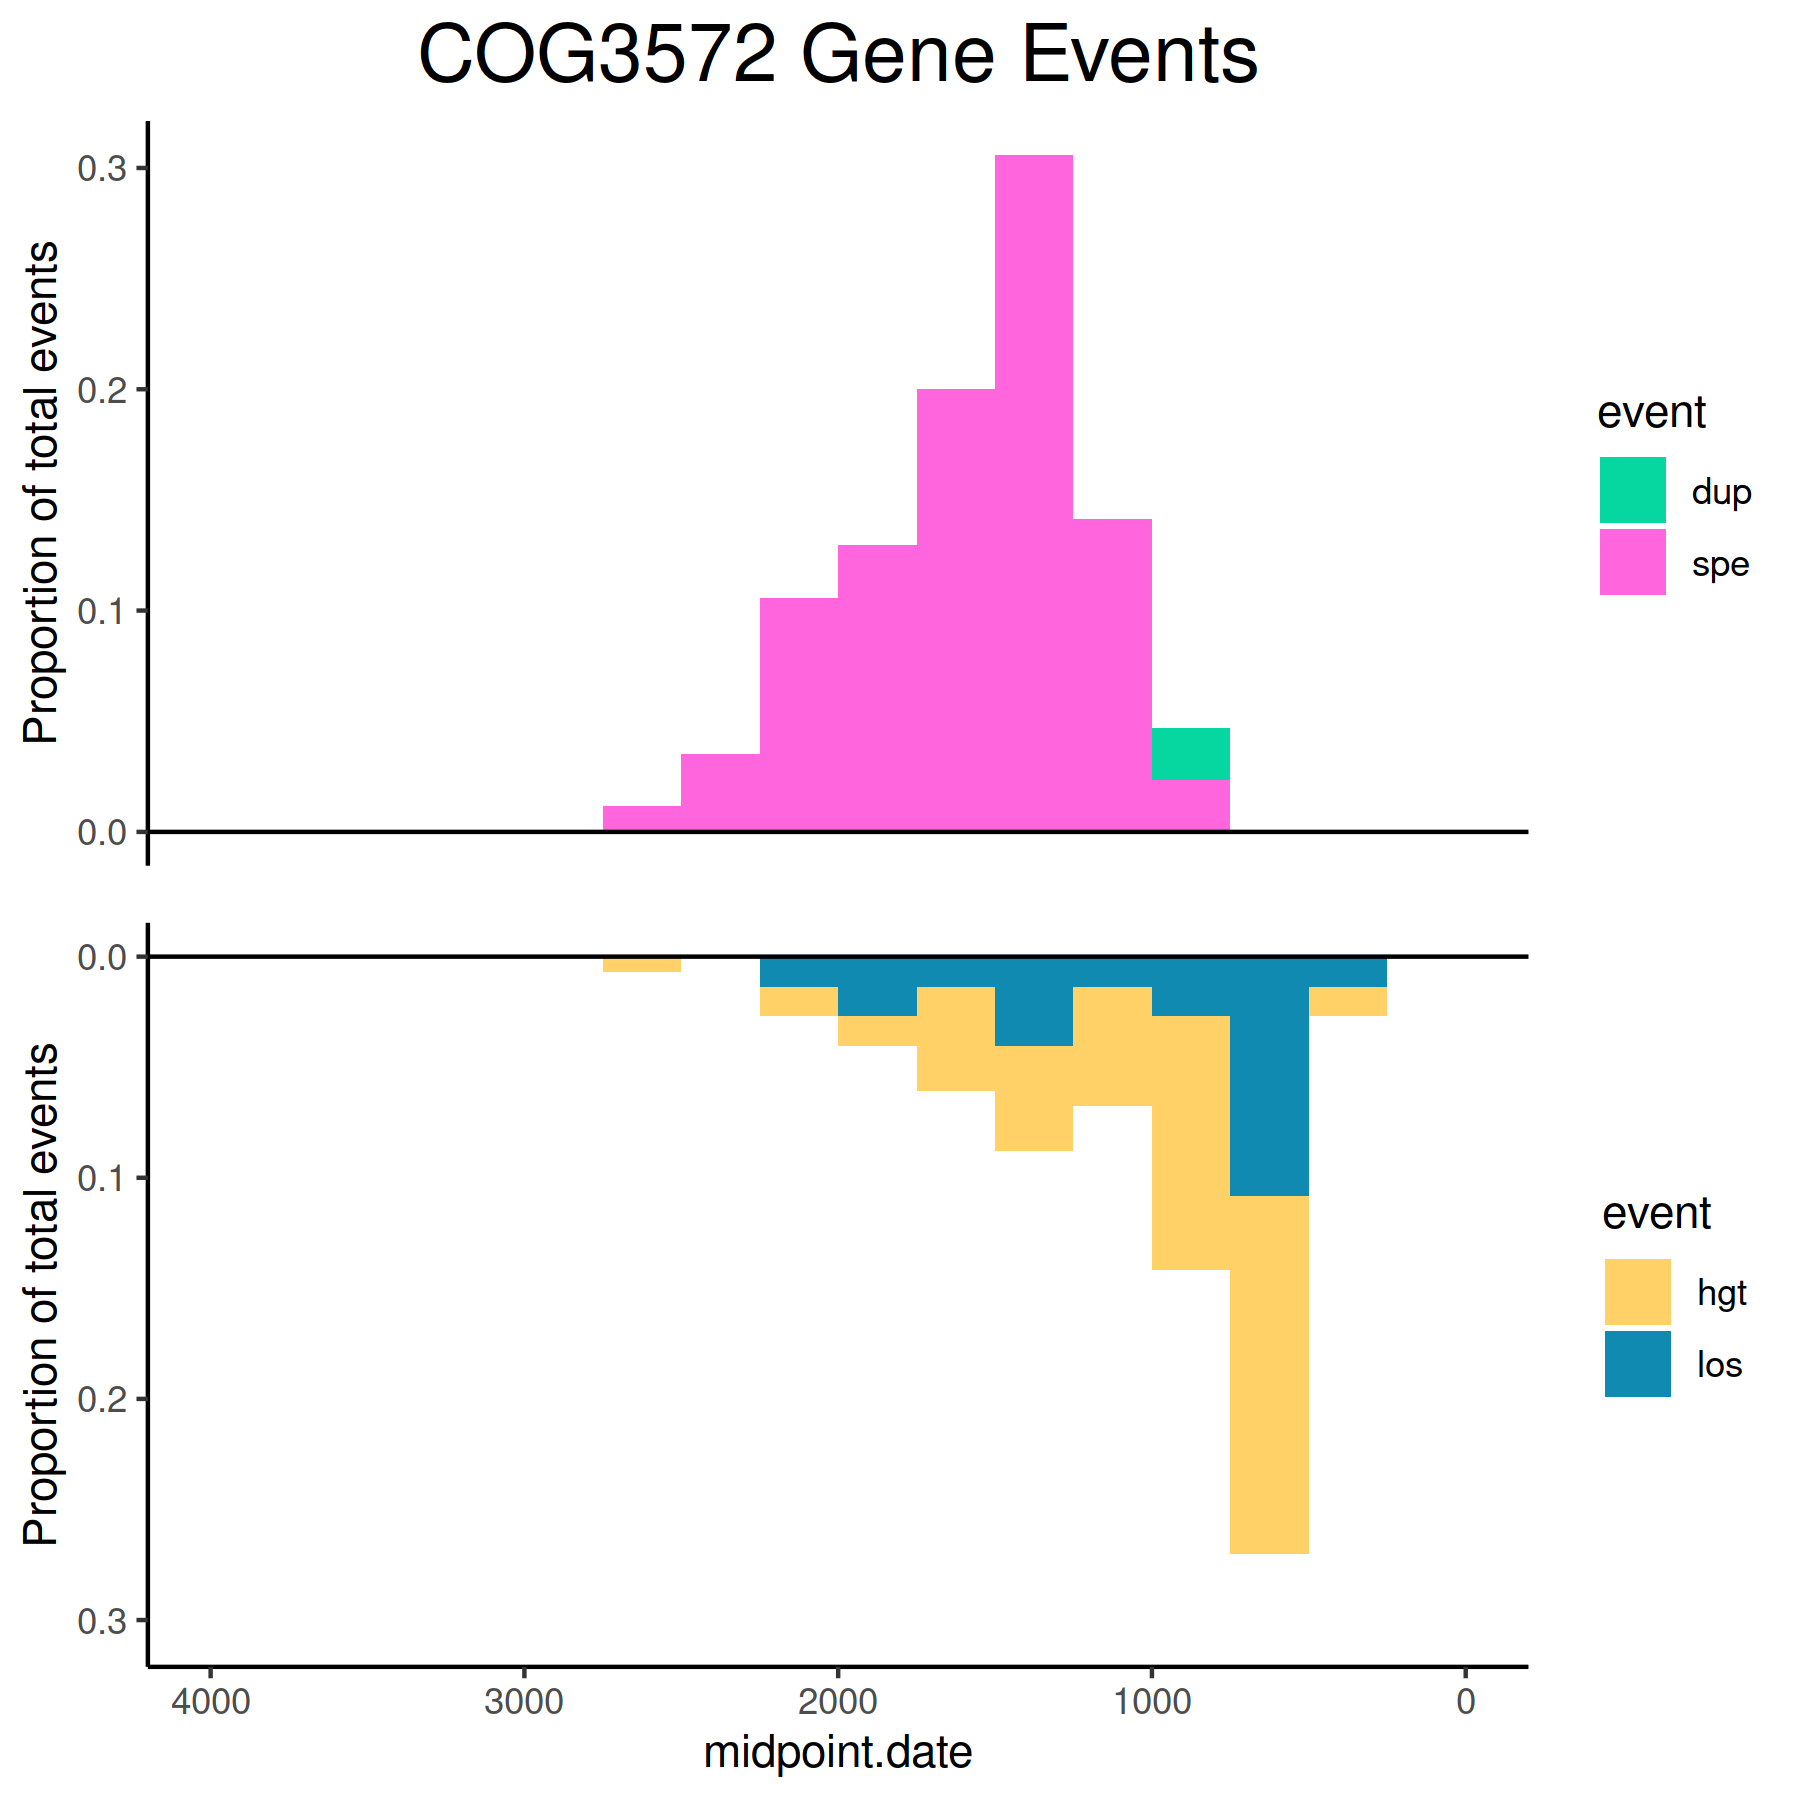 COG3572 Gene Events
Proportion of total events
0.3
0.2
0.1
0.0
event
dup
spe
Proportion of total events
0.0
0.1
0.2
0.3
event
hgt
los
4000 3000 2000 1000 0
midpoint.date